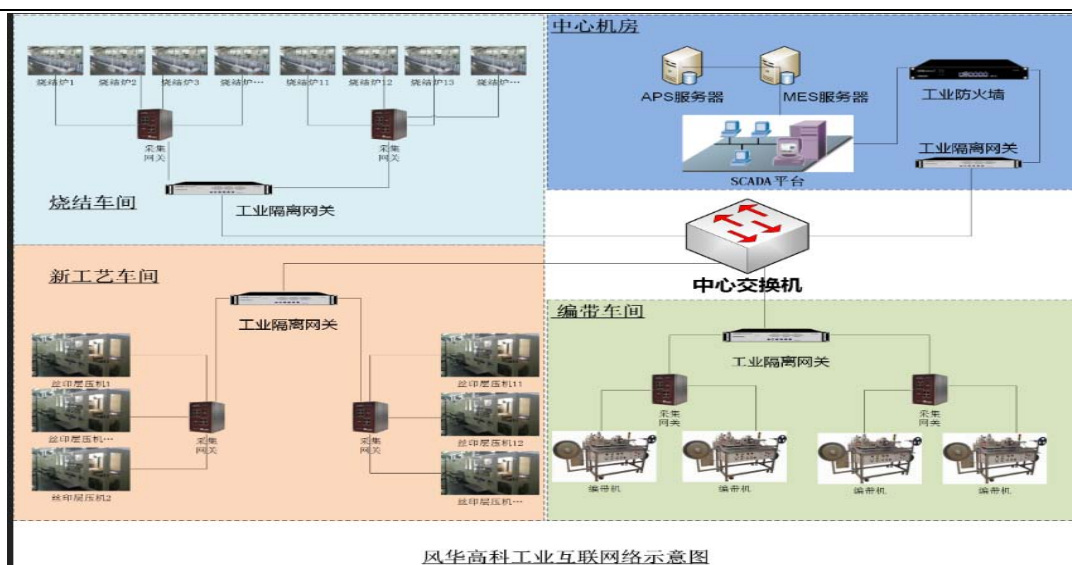 中心机房
烧结炉1
烧结炉2
烧结炉3
烧结炉…
烧结炉11
烧结炉12
烧结炉13
烧结炉…
APS服务器
MES服务器
工业防火墙
采集
网关
采集
网关
工业隔离网关
SCADA平台
烧结车间
工业隔离网关
新工艺车间
中心交换机
编带车间
工业隔离网关
工业隔离网关
丝印层压机1
丝印层压机11
采集
网关
采集
网关
丝印层压机…
丝印层压机12
采集
网关
采集
网关
丝印层压机2
丝印层压机…
编带机
编带机
编带机
编带机
风华高科工业互联网络示意图